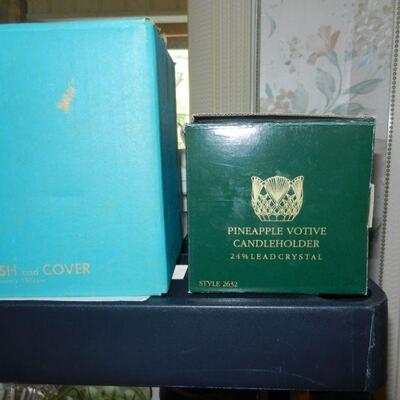 SH and COVER
PINEAPPLE VOTIVE
CANDLEHOLDER
24% LEAD CRYSTAL
STYLE 2632